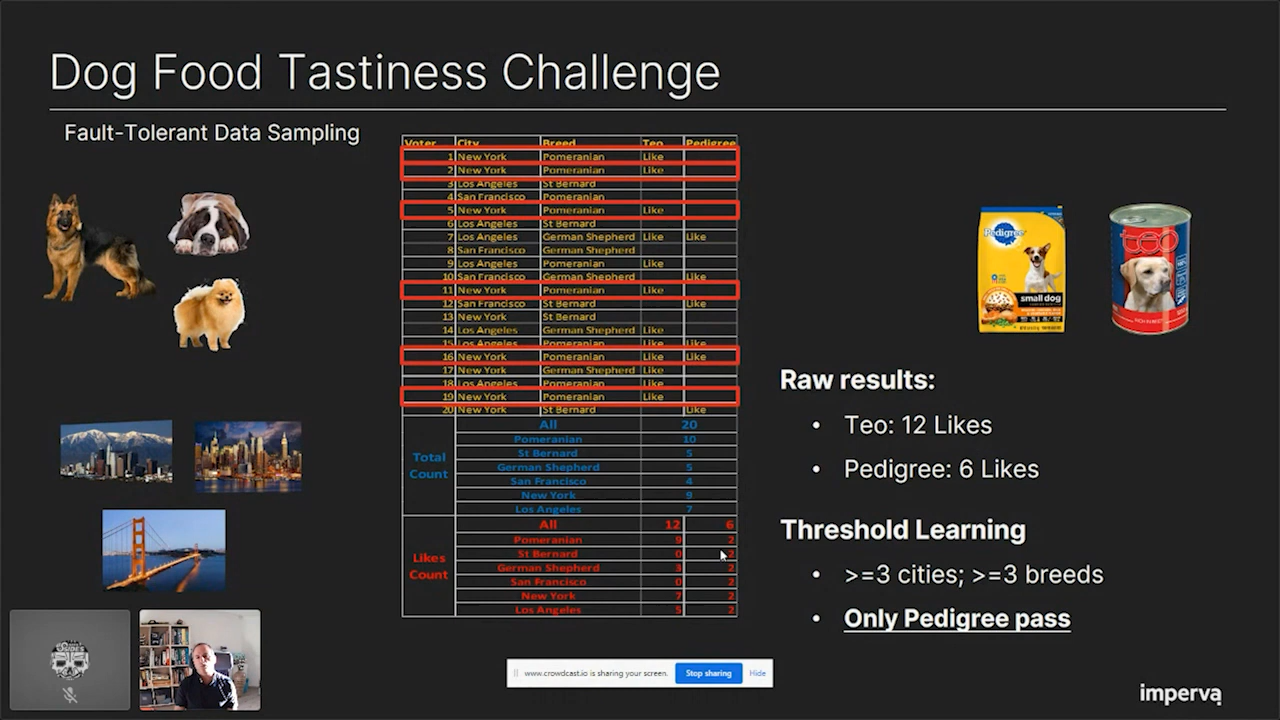 Dog Food Tastiness Challenge
Fault-Tolerant Data Sampling
Voter City Breed Teo Pedigree
1 New York Pomeranian Like
2 New York Pomeranian Like
3 Los Angeles St Bernard
4 San Francisco Pomeranian
5 New York Pomeranian Like
6 Los Angeles St Bernard
7 Los Angeles German Shepherd Like Like
8 San Francisco German Shepherd
9 Los Angeles Pomeranian Like
10 San Francisco German Shepherd Like
11 New York Pomeranian Like
12 San Francisco St Bernard Like
13 New York St Bernard
14 Los Angeles German Shepherd Like
15 Los Angeles Pomeranian Like Like
16 New York Pomeranian Like Like
17 New York German Shepherd Like
18 Los Angeles Pomeranian Like
19 New York Pomeranian Like
20 New York St Bernard Like
Total Count
All 20
Pomeranian 10
St Bernard 5
German Shepherd 5
San Francisco 4
New York 9
Los Angeles 7
Likes Count
All 12 6
Pomeranian 9 2
St Bernard 0 2
German Shepherd 3 2
San Francisco 0 2
New York 7 2
Los Angeles 5 2
Pedigree
small dog
teo
Raw results:
• Teo: 12 Likes
• Pedigree: 6 Likes
Threshold Learning
• >=3 cities; >=3 breeds
• Only Pedigree pass
www.crowdcast.io is sharing your screen. Stop sharing Hide
imperva